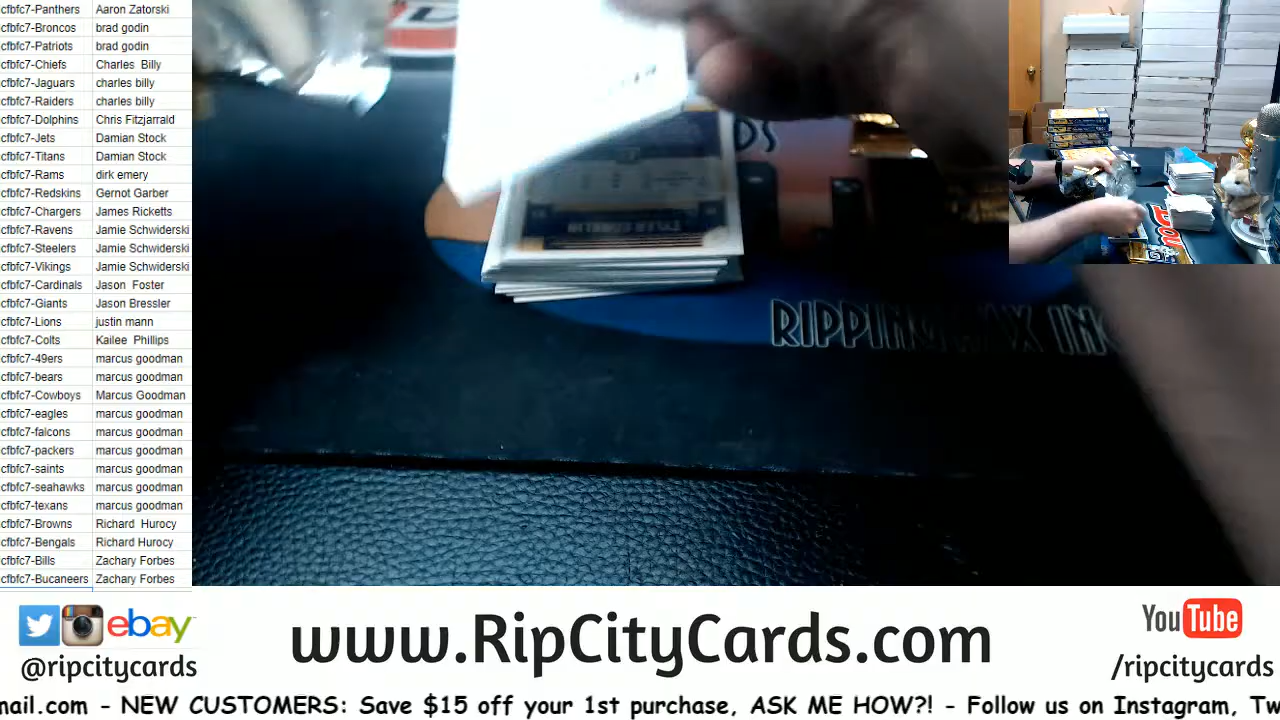 cfbfc7-Panthers Aaron Zatorski
cfbfc7-Broncos brad godin
cfbfc7-Patriots brad godin
cfbfc7-Chiefs Charles Billy
cfbfc7-Jaguars charles billy
cfbfc7-Raiders charles billy
cfbfc7-Dolphins Chris Fitzjarrald
cfbfc7-Jets Damian Stock
cfbfc7-Titans Damian Stock
cfbfc7-Rams dirk emery
cfbfc7-Redskins Gernot Garber
cfbfc7-Chargers James Ricketts
cfbfc7-Ravens Jamie Schwiderski
cfbfc7-Steelers Jamie Schwiderski
cfbfc7-Vikings Jamie Schwiderski
cfbfc7-Cardinals Jason Foster
cfbfc7-Giants Jason Bressler
cfbfc7-Lions justin mann
cfbfc7-Colts Kailee Phillips
cfbfc7-49ers marcus goodman
cfbfc7-bears marcus goodman
cfbfc7-Cowboys Marcus Goodman
cfbfc7-eagles marcus goodman
cfbfc7-falcons marcus goodman
cfbfc7-packers marcus goodman
cfbfc7-saints marcus goodman
cfbfc7-seahawks marcus goodman
cfbfc7-texans marcus goodman
cfbfc7-Browns Richard Hurocy
cfbfc7-Bengals Richard Hurocy
cfbfc7-Bills Zachary Forbes
cfbfc7-Bucaneers Zachary Forbes
TYLER CONKLIN
RIPPING
ebay
@ripcitycards
www.RipCityCards.com
YouTube
/ripcitycards
mail.com - NEW CUSTOMERS: Save $15 off your 1st purchase, ASK ME HOW?! - Follow us on Instagram, Tw